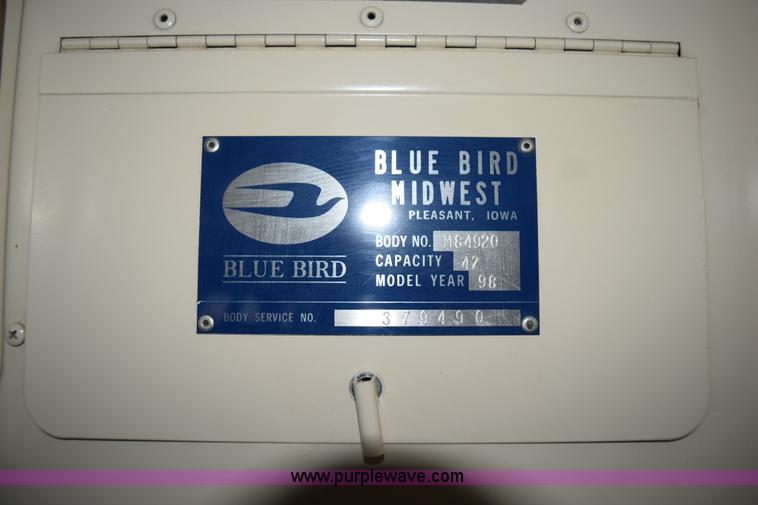 BLUE BIRD
MIDWEST
PLEASANT, IOWA
BODY NO. M84920
CAPACITY 42
MODEL YEAR 98
BLUE BIRD
BODY SERVICE NO. 379490
www.purplewave.com